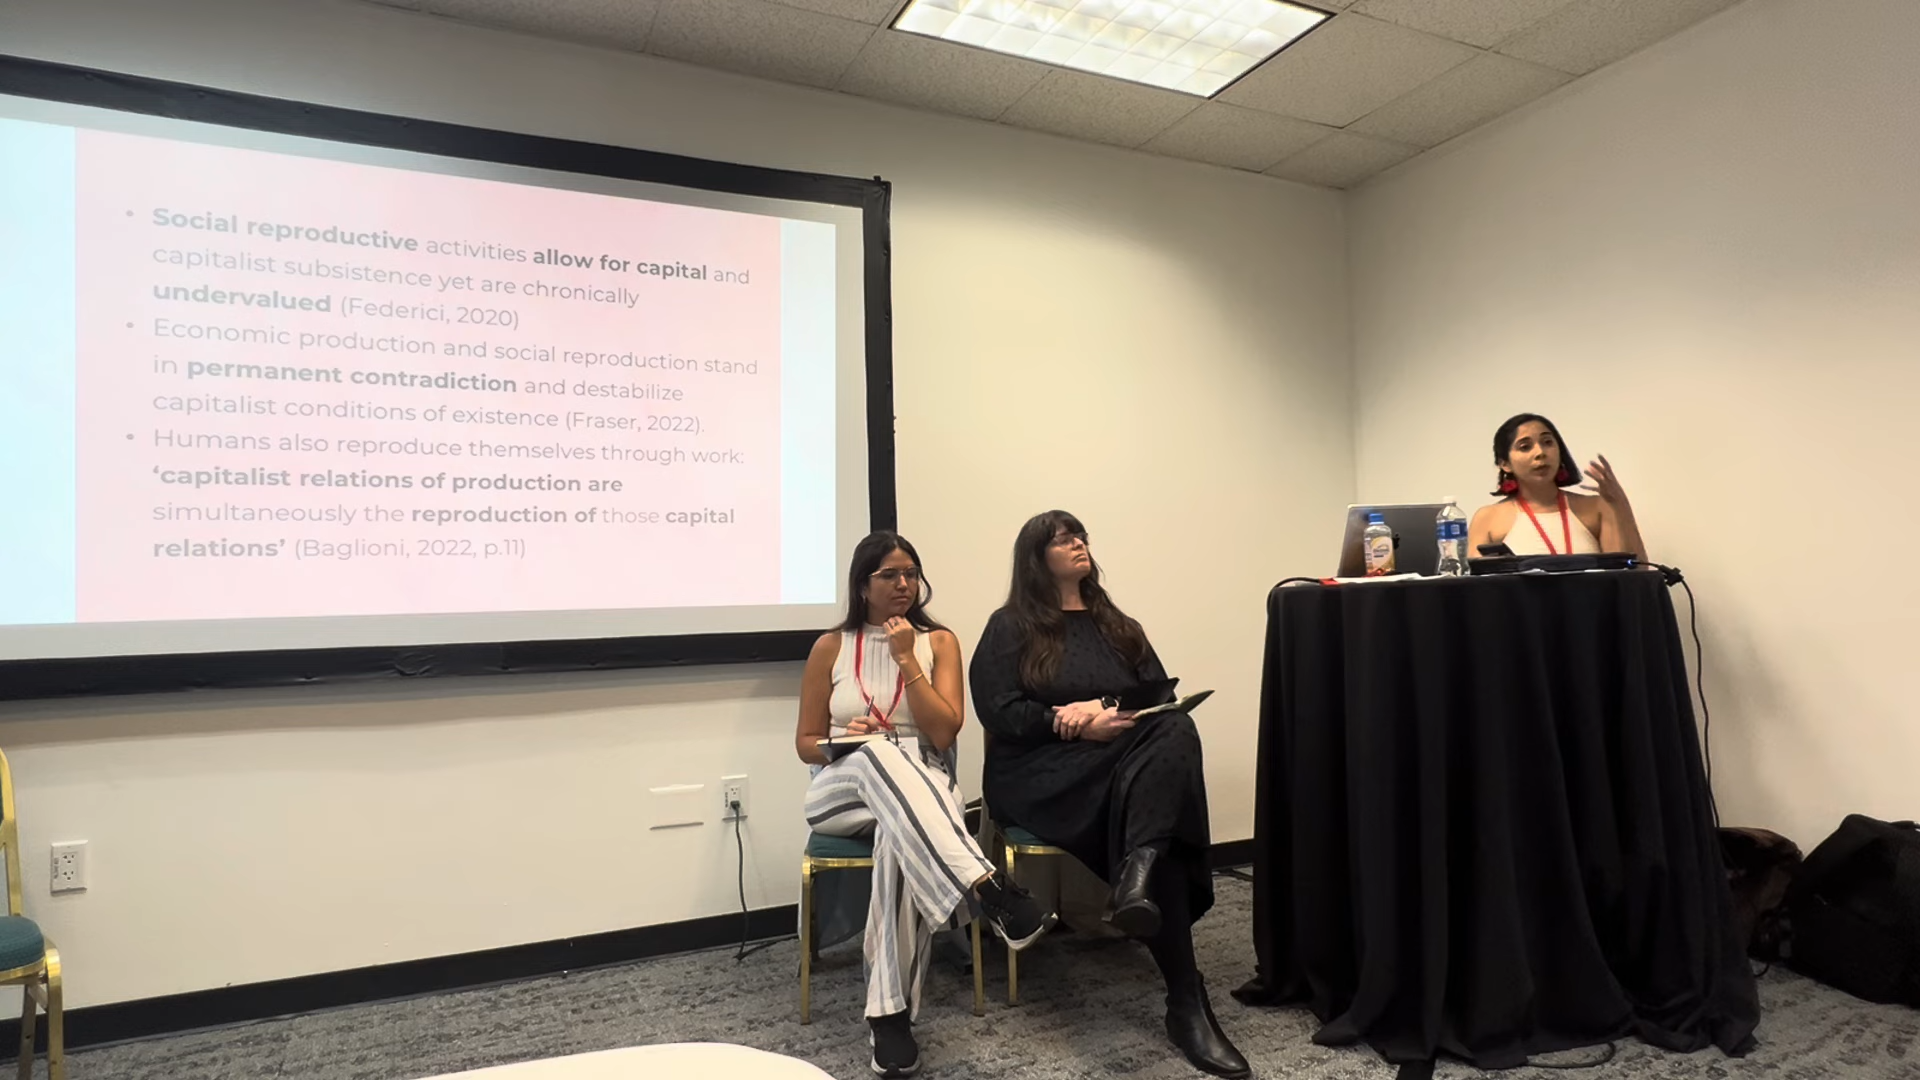 • Social reproductive activities allow for capital and
capitalist subsistence yet are chronically
undervalued (Federici, 2020)
• Economic production and social reproduction stand
in permanent contradiction and destabilize
capitalist conditions of existence (Fraser, 2022).
• Humans also reproduce themselves through work:
‘capitalist relations of production are
simultaneously the reproduction of those capital
relations’ (Baglioni, 2022, p.11)